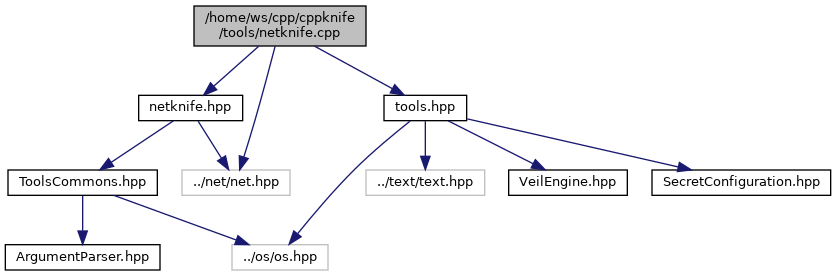 /home/ws/cpp/cppknife
/tools/netknife.cpp
netknife.hpp
tools.hpp
ToolsCommons.hpp
../net/net.hpp
../text/text.hpp
VeilEngine.hpp
SecretConfiguration.hpp
ArgumentParser.hpp
../os/os.hpp